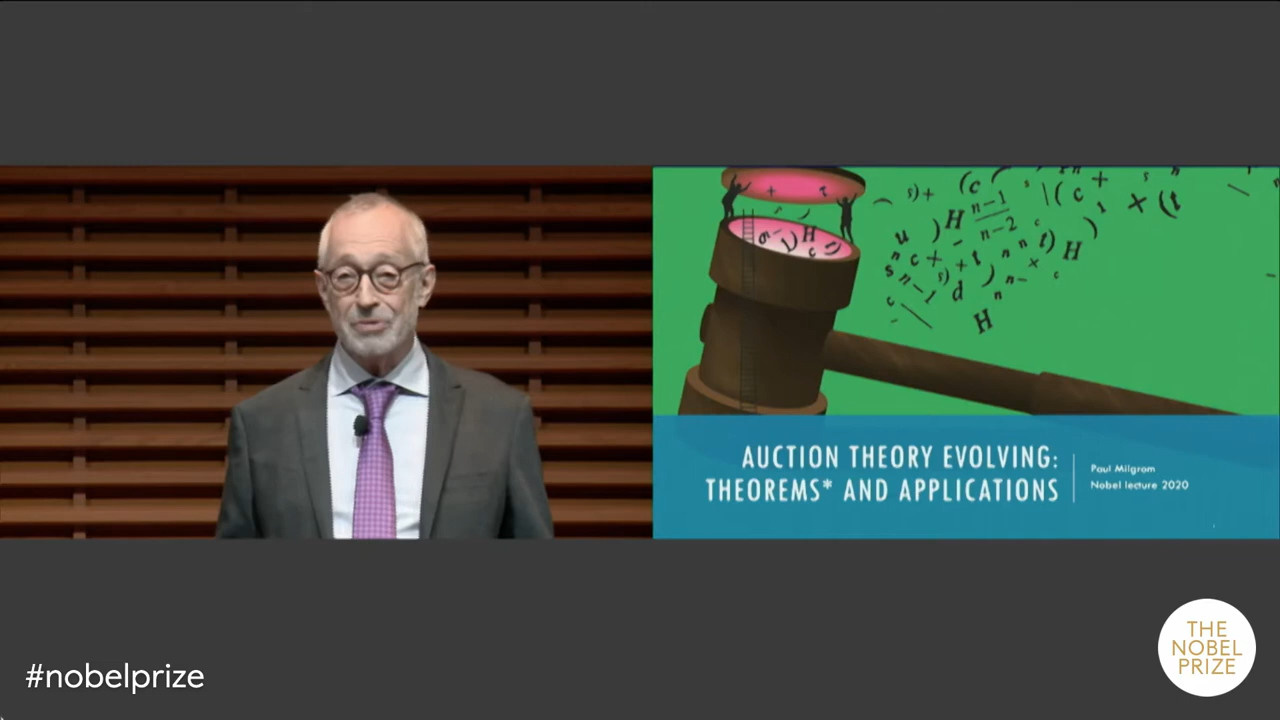 AUCTION THEORY EVOLVING:
THEOREMS* AND APPLICATIONS
Paul Milgrom
Nobel lecture 2020
#nobelprize
THE
NOBEL
PRIZE